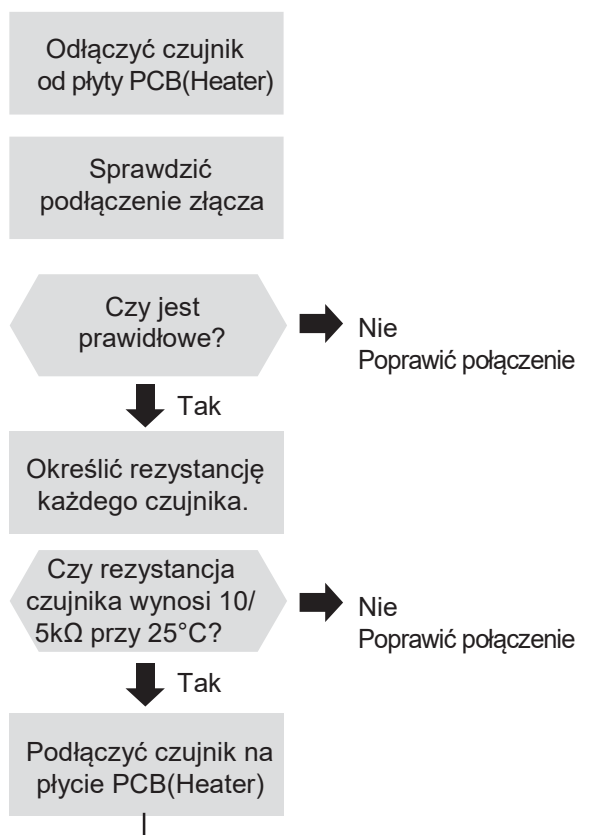 Odłączyć czujnik
od płyty PCB(Heater)
Sprawdzić
podłączenie złącza
Czy jest
prawidłowe?
Nie
Poprawić połączenie
Tak
Określić rezystancję
każdego czujnika.
Czy rezystancja
czujnika wynosi 10/
5kΩ przy 25°C?
Nie
Poprawić połączenie
Tak
Podłączyć czujnik na
płycie PCB(Heater)